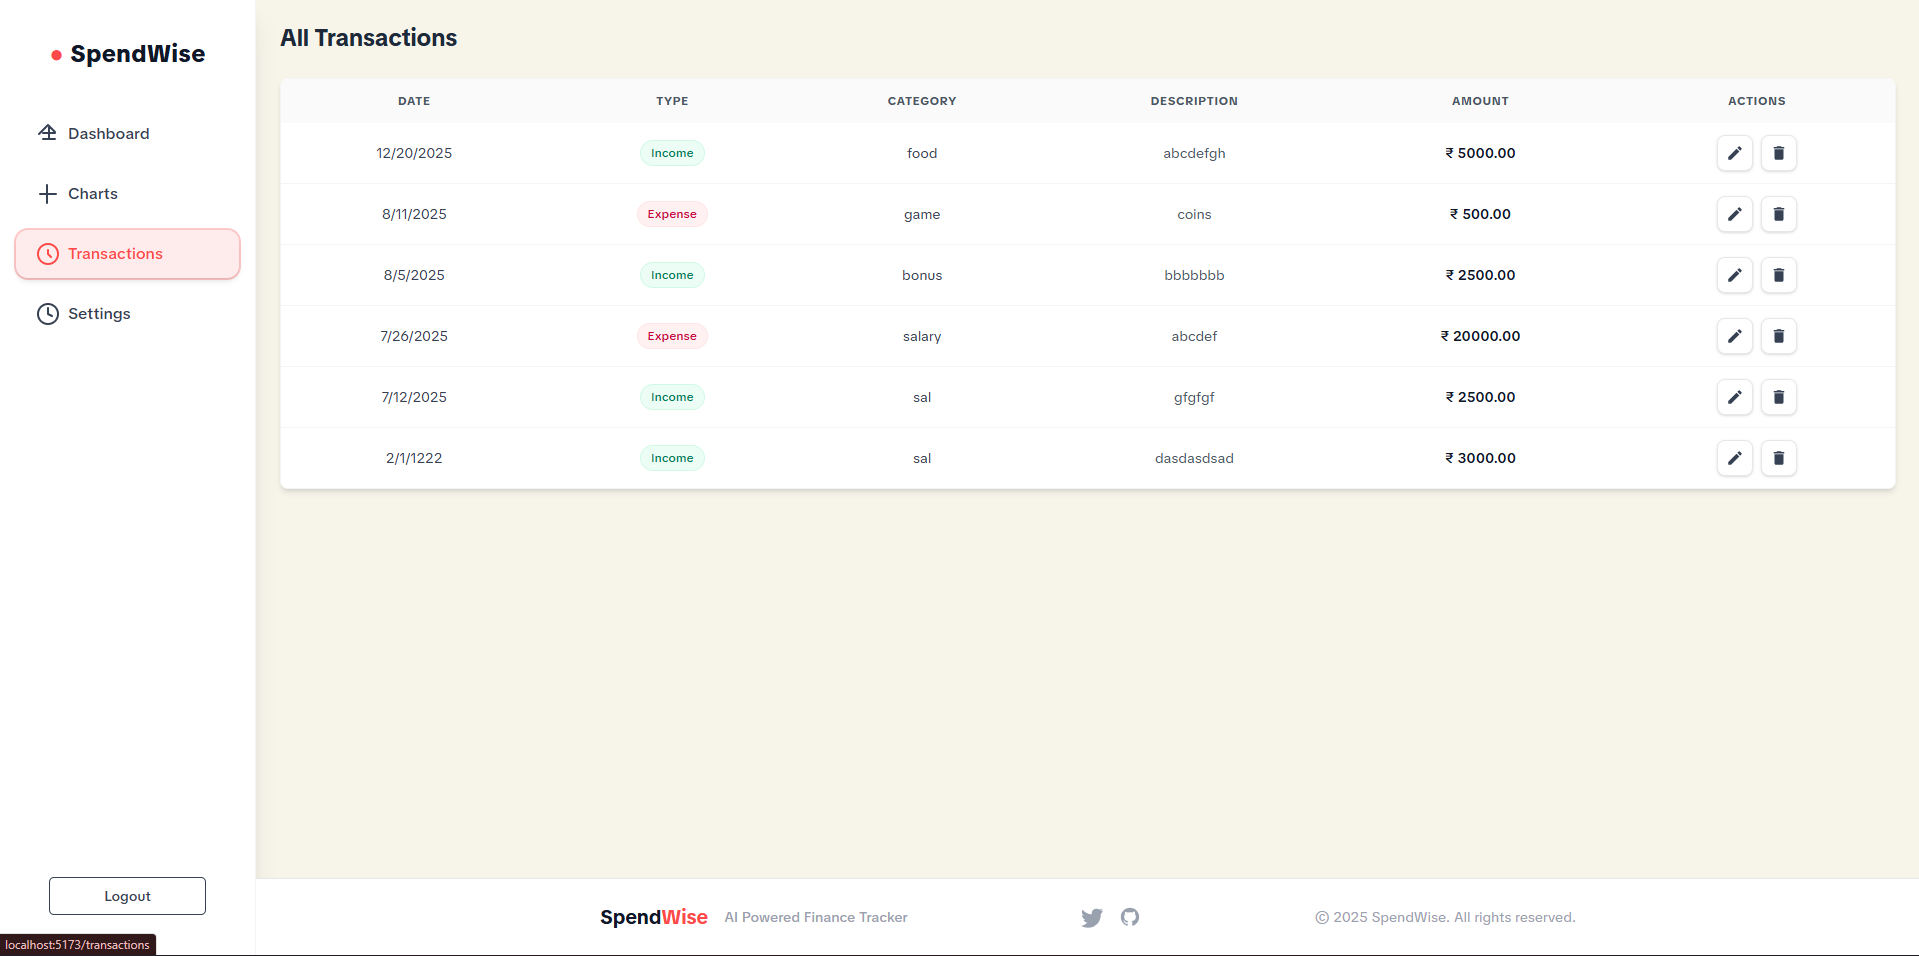 SpendWise
Dashboard
Charts
Transactions
Settings
Logout
All Transactions
DATE TYPE CATEGORY DESCRIPTION AMOUNT ACTIONS
12/20/2025 Income food abcdefgh ₹ 5000.00
8/11/2025 Expense game coins ₹ 500.00
8/5/2025 Income bonus bbbbbbb ₹ 2500.00
7/26/2025 Expense salary abcdef ₹ 20000.00
7/12/2025 Income sal gfgfgf ₹ 2500.00
2/1/1222 Income sal dasdasdsad ₹ 3000.00
SpendWise AI Powered Finance Tracker © 2025 SpendWise. All rights reserved.
localhost:5173/transactions